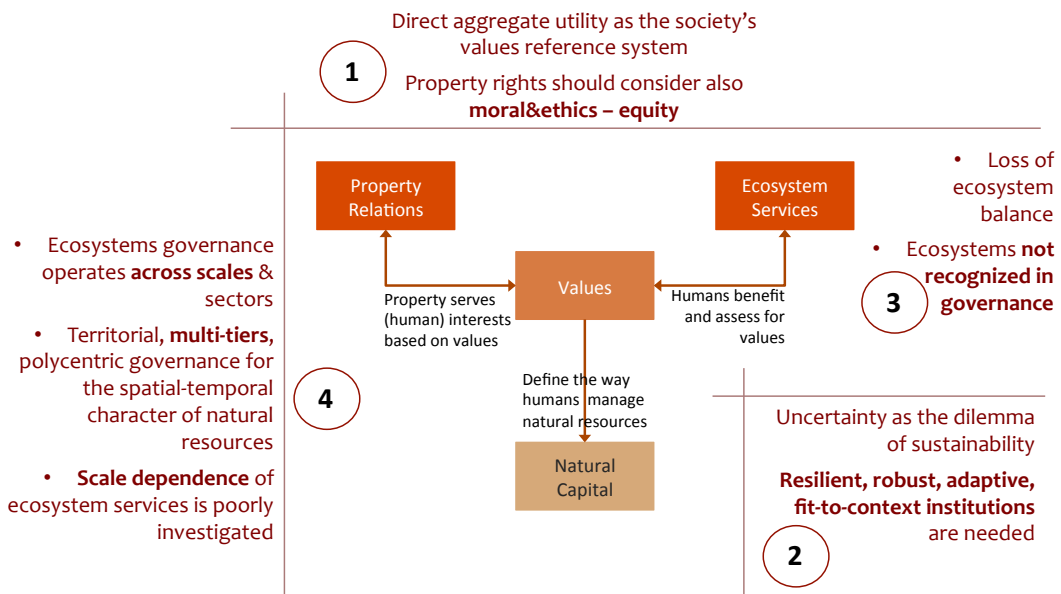 Direct aggregate utility as the society’s
values reference system
1
Property rights should consider also
moral&ethics – equity
Property
Relations
Ecosystem
Services
• Loss of
ecosystem
balance
• Ecosystems not
recognized in
governance
3
• Ecosystems governance
operates across scales &
sectors
• Territorial, multi-tiers,
polycentric governance for
the spatial-temporal
character of natural
resources
• Scale dependence of
ecosystem services is poorly
investigated
4
Values
Property serves
(human) interests
based on values
Humans benefit
and assess for
values
Define the way
humans manage
natural resources
Natural
Capital
Uncertainty as the dilemma
of sustainability
Resilient, robust, adaptive,
fit-to-context institutions
are needed
2